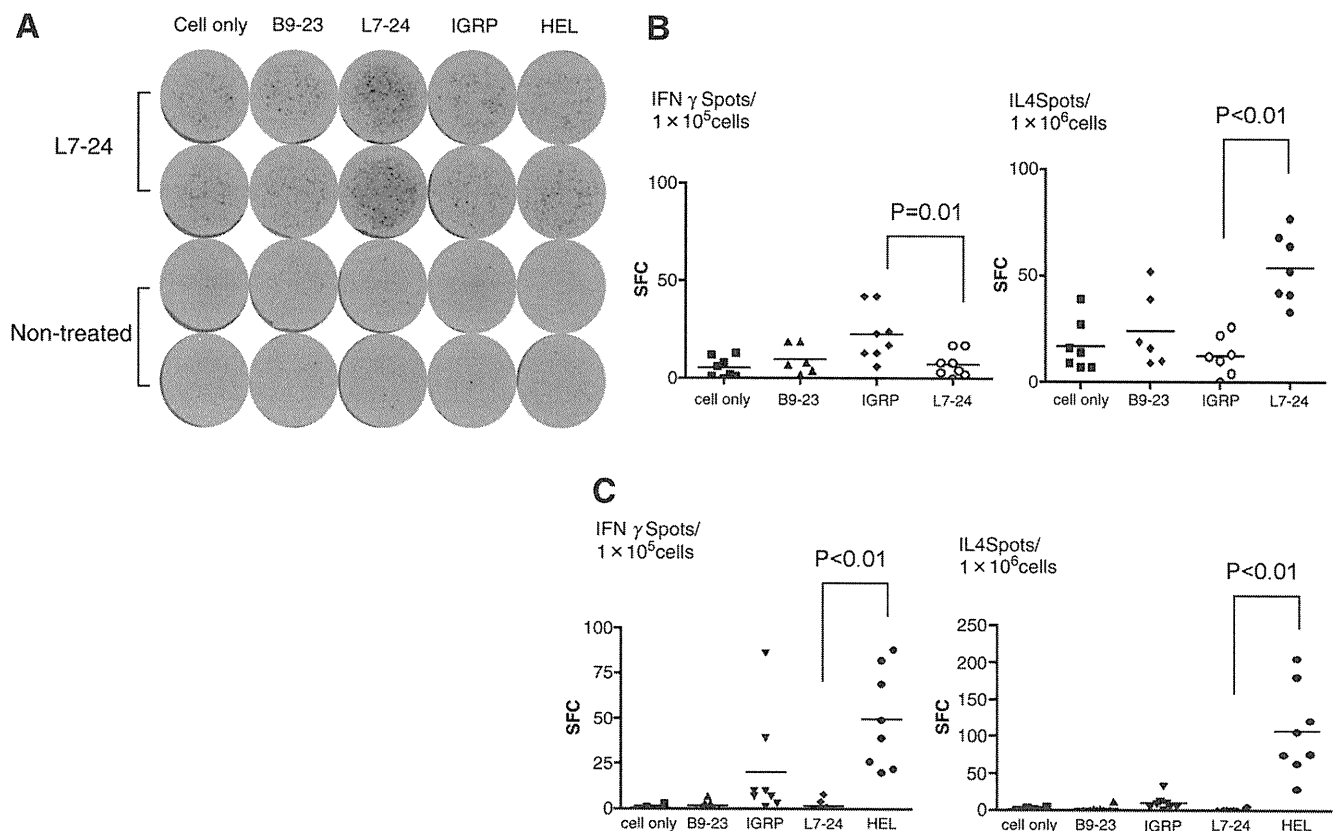 A
Cell only B9-23 L7-24 IGRP HEL
L7-24
Non-treated
B
IFN γ Spots/
1×10⁵cells
100
50
0
SFC
P=0.01
cell only B9-23 IGRP L7-24
IL4Spots/
1×10⁶cells
100
50
0
SFC
P<0.01
cell only B9-23 IGRP L7-24
C
IFN γ Spots/
1×10⁵cells
100
75
50
25
0
SFC
P<0.01
cell only B9-23 IGRP L7-24 HEL
IL4Spots/
1×10⁶cells
250
200
150
100
50
0
SFC
P<0.01
cell only B9-23 IGRP L7-24 HEL